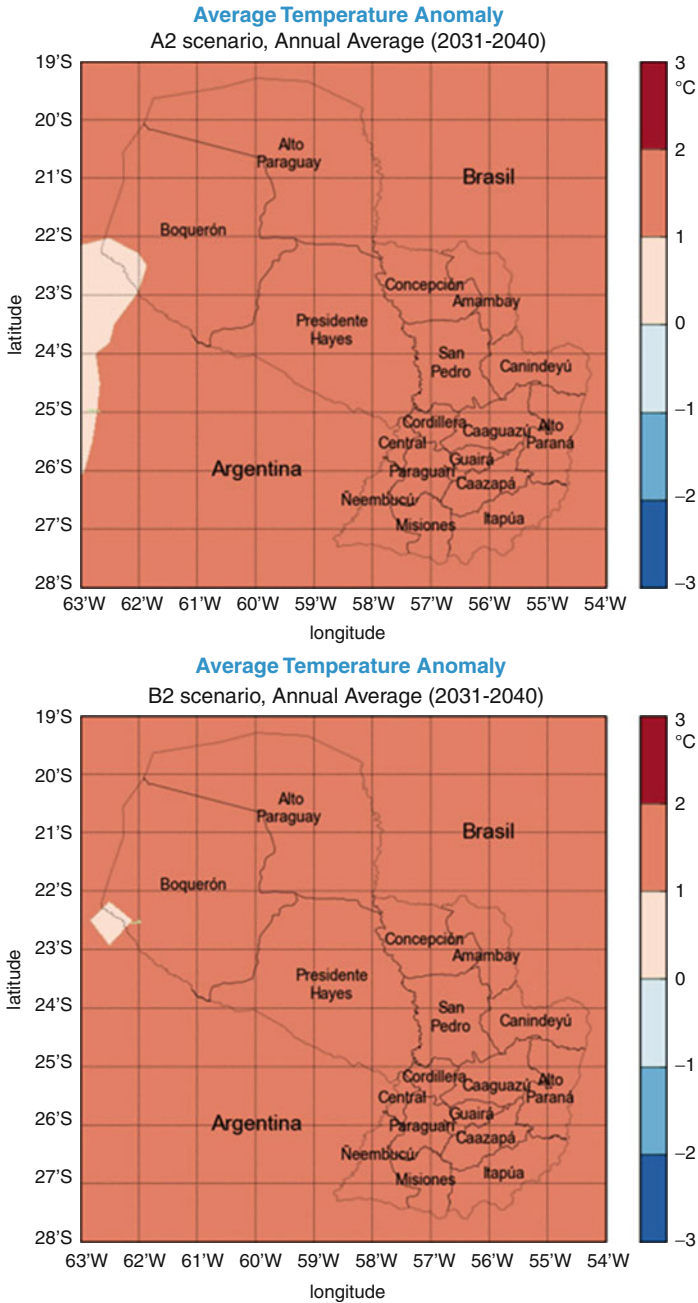 Average Temperature Anomaly
A2 scenario, Annual Average (2031-2040)
19’S
20’S
21’S
22’S
23’S
24’S
25’S
26’S
27’S
28’S
latitude
Alto
Paraguay
Brasil
Boquerón
Concepción
Amambay
Presidente
Hayes
San
Pedro
Canindeyú
Cordillera
Caaguazú
Alto
Paraná
Central
Guairá
Argentina
Paraguarí
Caazapá
Ñeembucú
Itapúa
Misiones
63’W 62’W 61’W 60’W 59’W 58’W 57’W 56’W 55’W 54’W
longitude
3
°C
2
1
0
–1
–2
–3
Average Temperature Anomaly
B2 scenario, Annual Average (2031-2040)
19’S
20’S
21’S
22’S
23’S
24’S
25’S
26’S
27’S
28’S
latitude
Alto
Paraguay
Brasil
Boquerón
Concepción
Amambay
Presidente
Hayes
San
Pedro
Canindeyú
Cordillera
Caaguazú
Alto
Paraná
Central
Guairá
Argentina
Paraguarí
Caazapá
Ñeembucú
Itapúa
Misiones
63’W 62’W 61’W 60’W 59’W 58’W 57’W 56’W 55’W 54’W
longitude
3
°C
2
1
0
–1
–2
–3